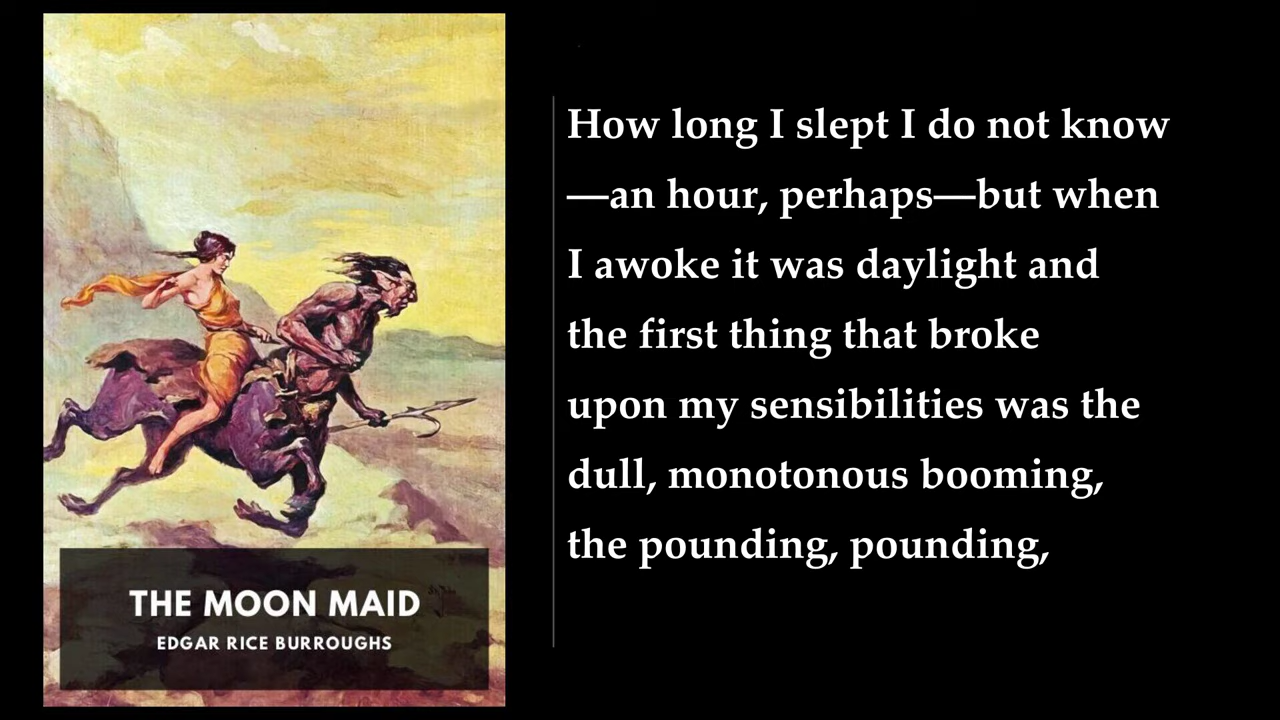 THE MOON MAID
EDGAR RICE BURROUGHS
How long I slept I do not know
—an hour, perhaps—but when
I awoke it was daylight and
the first thing that broke
upon my sensibilities was the
dull, monotonous booming,
the pounding, pounding,